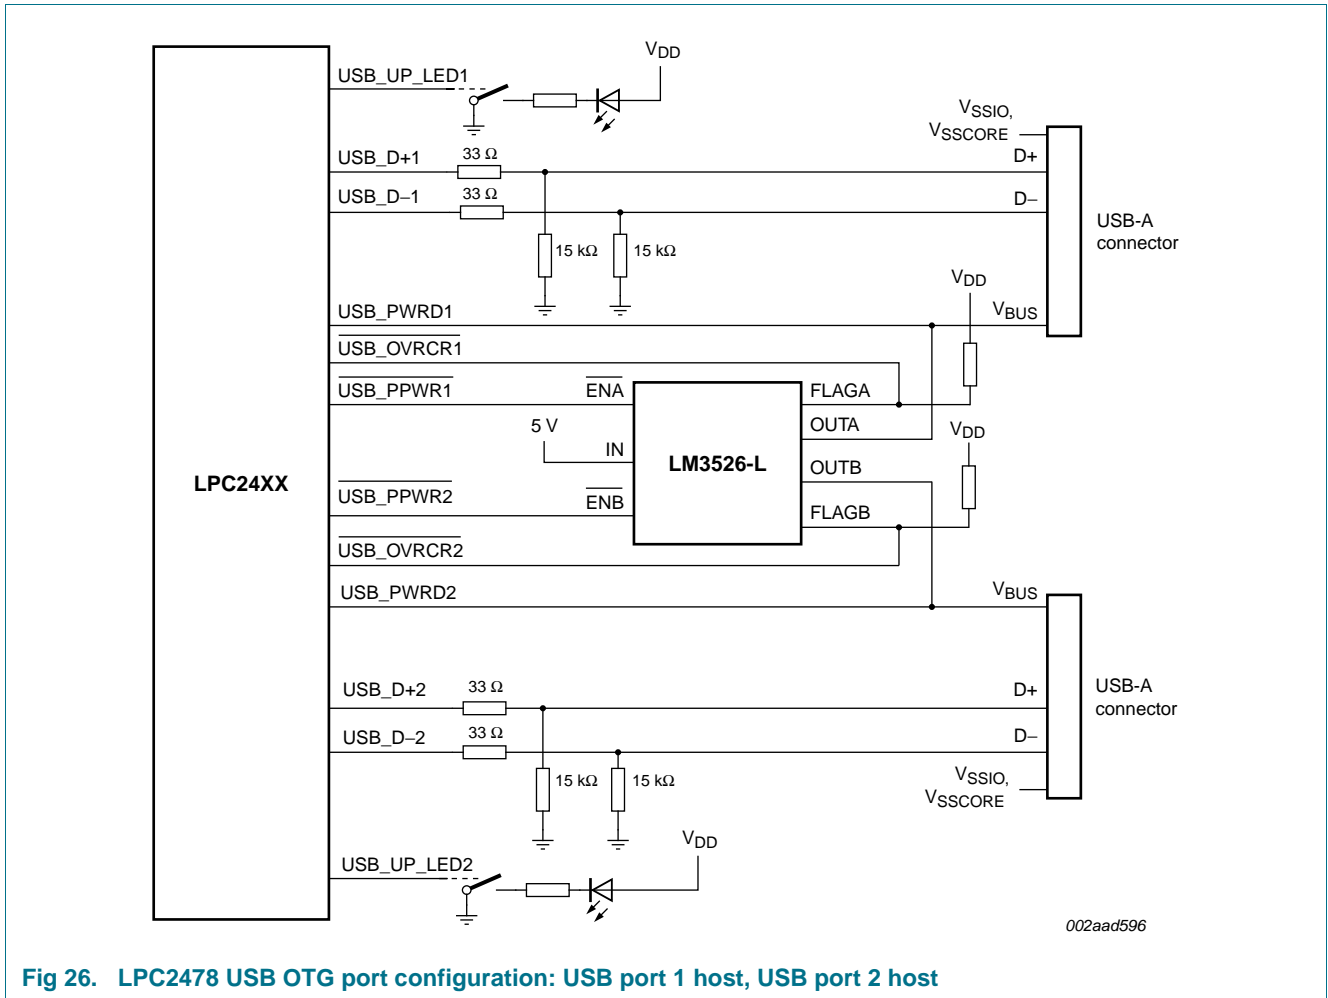 VDD
USB_UP_LED1
VSSIO,
VSSCORE
USB_D+1
33 Ω
D+
USB_D−1
33 Ω
D−
USB-A
connector
15 kΩ
15 kΩ
VDD
USB_PWRD1
VBUS
USB_OVRCR1
USB_PPWR1
ENA
FLAGA
5 V
OUTA
VDD
IN
LM3526-L
LPC24XX
OUTB
USB_PPWR2
ENB
FLAGB
USB_OVRCR2
USB_PWRD2
VBUS
USB_D+2
33 Ω
D+
USB-A
connector
USB_D−2
33 Ω
D−
15 kΩ
15 kΩ
VSSIO,
VSSCORE
VDD
USB_UP_LED2
002aad596
Fig 26. LPC2478 USB OTG port configuration: USB port 1 host, USB port 2 host